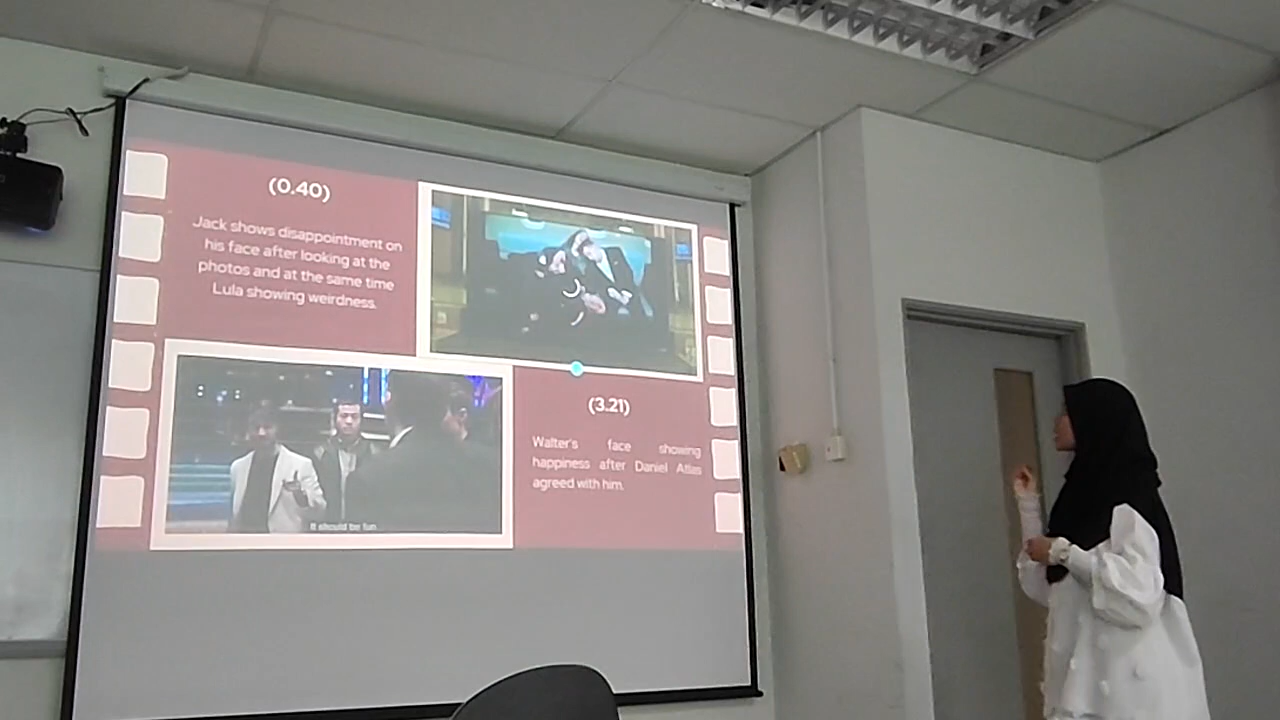 (0.40)
Jack shows disappointment on
his face after looking at the
photos and at the same time
Lula showing weirdness.
It should be fun
(3.21)
Walter's face showing
happiness after Daniel Atlas
agreed with him.